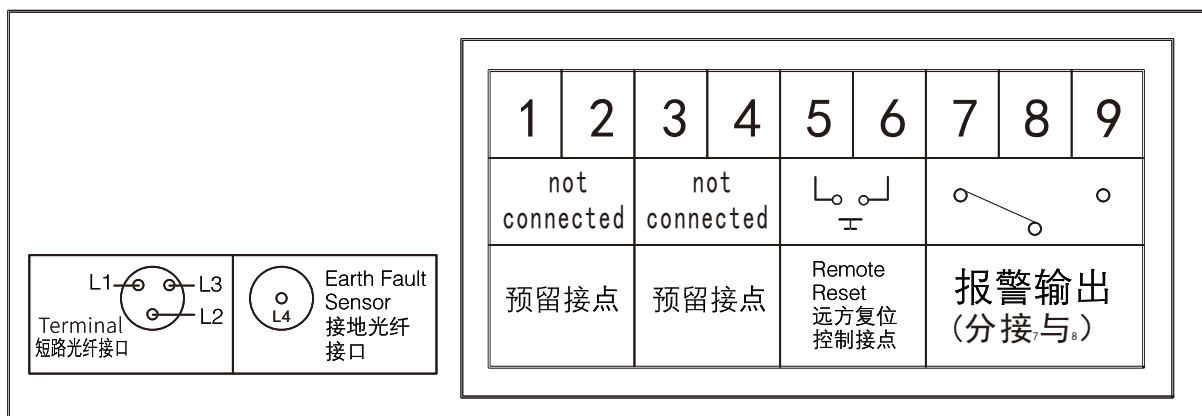 1 2 3 4 5 6 7 8 9
not connected
not connected
预留接点
预留接点
Remote
Reset
远方复位
控制接点
报警输出
(分接7与8)
L1
L3
L2
Terminal
短路光纤接口
L4
Earth Fault
Sensor
接地光纤
接口